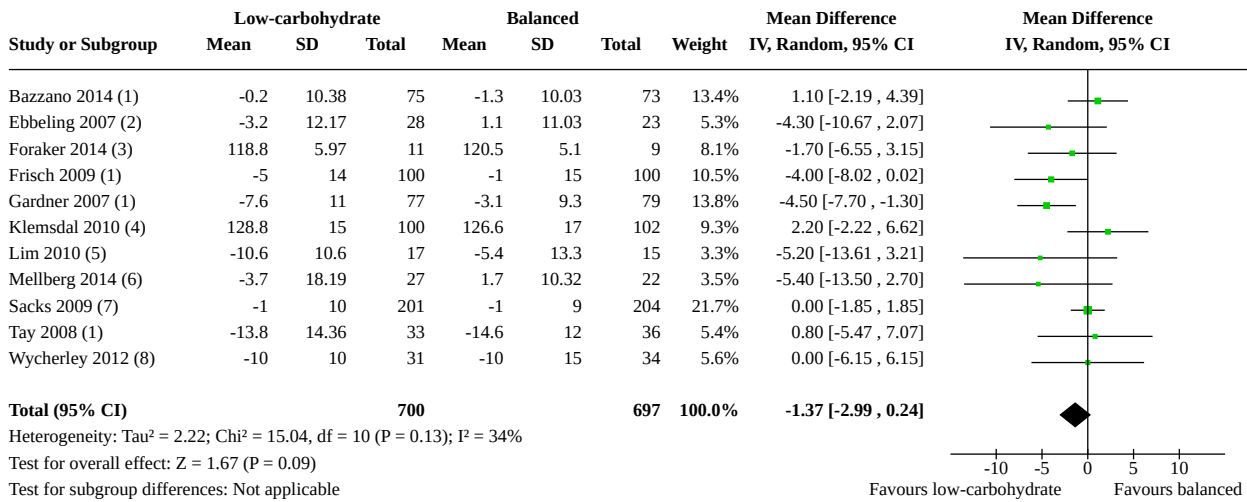 Low-carbohydrate Balanced Mean Difference Mean Difference
Study or Subgroup Mean SD Total Mean SD Total Weight IV, Random, 95% CI IV, Random, 95% CI
Bazzano 2014 (1) -0.2 10.38 75 -1.3 10.03 73 13.4% 1.10 [-2.19 , 4.39]
Ebbeling 2007 (2) -3.2 12.17 28 1.1 11.03 23 5.3% -4.30 [-10.67 , 2.07]
Foraker 2014 (3) 118.8 5.97 11 120.5 5.1 9 8.1% -1.70 [-6.55 , 3.15]
Frisch 2009 (1) -5 14 100 -1 15 100 10.5% -4.00 [-8.02 , 0.02]
Gardner 2007 (1) -7.6 11 77 -3.1 9.3 79 13.8% -4.50 [-7.70 , -1.30]
Klemsdal 2010 (4) 128.8 15 100 126.6 17 102 9.3% 2.20 [-2.22 , 6.62]
Lim 2010 (5) -10.6 10.6 17 -5.4 13.3 15 3.3% -5.20 [-13.61 , 3.21]
Mellberg 2014 (6) -3.7 18.19 27 1.7 10.32 22 3.5% -5.40 [-13.50 , 2.70]
Sacks 2009 (7) -1 10 201 -1 9 204 21.7% 0.00 [-1.85 , 1.85]
Tay 2008 (1) -13.8 14.36 33 -14.6 12 36 5.4% 0.80 [-5.47 , 7.07]
Wycherley 2012 (8) -10 10 31 -10 15 34 5.6% 0.00 [-6.15 , 6.15]
Total (95% CI) 700 697 100.0% -1.37 [-2.99 , 0.24]
Heterogeneity: Tau² = 2.22; Chi² = 15.04, df = 10 (P = 0.13); I² = 34%
Test for overall effect: Z = 1.67 (P = 0.09)
-10 -5 0 5 10
Test for subgroup differences: Not applicable
Favours low-carbohydrate Favours balanced